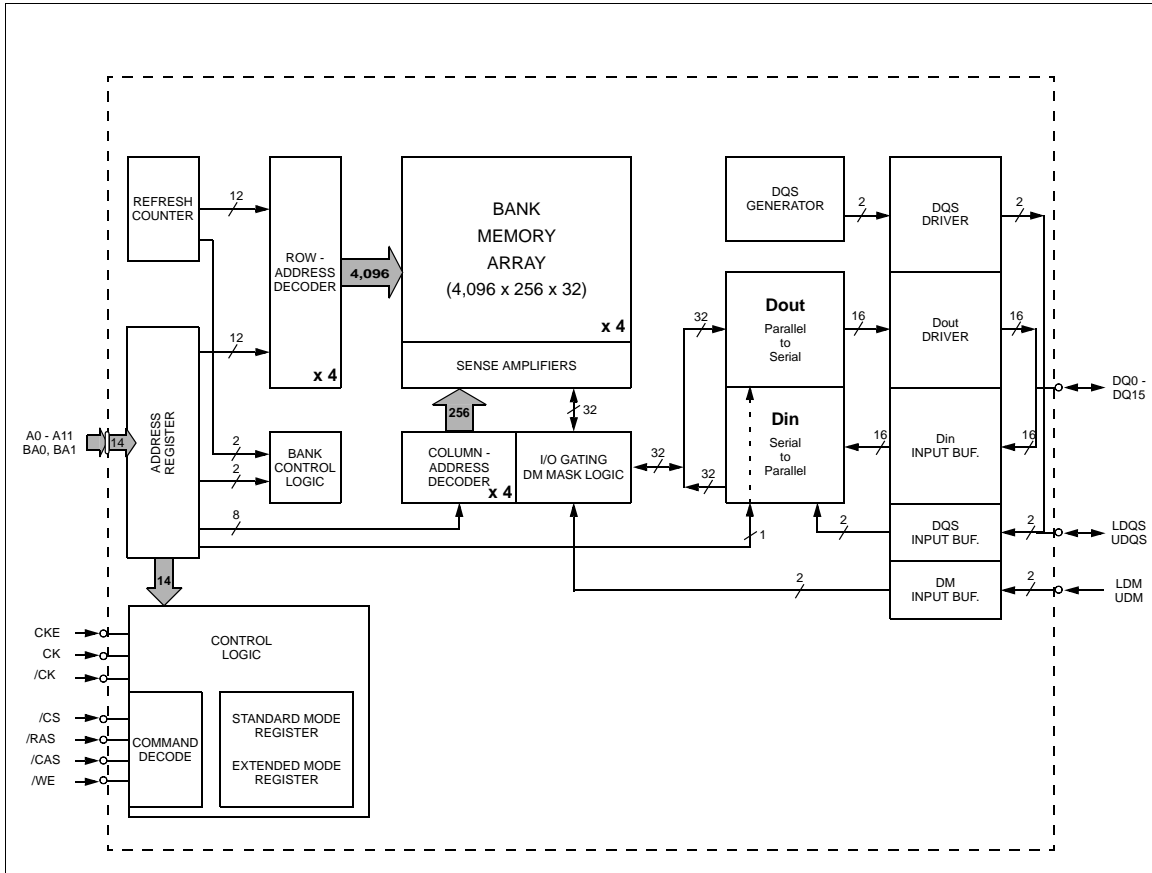 REFRESH
COUNTER
12
ROW -
ADDRESS
DECODER
x 4
4,096
BANK
MEMORY
ARRAY
(4,096 x 256 x 32)
x 4
SENSE AMPLIFIERS
DQS
GENERATOR
2
DQS
DRIVER
2
Dout
Parallel
to
Serial
32
16
Dout
DRIVER
16
A0 - A11
BA0, BA1
14
ADDRESS
REGISTER
12
2
2
BANK
CONTROL
LOGIC
8
256
32
COLUMN -
ADDRESS
DECODER
x 4
I/O GATING
DM MASK LOGIC
32
32
Din
Serial
to
Parallel
16
Din
INPUT BUF.
16
DQ0 -
DQ15
1
2
DQS
INPUT BUF.
2
LDQS
UDQS
2
DM
INPUT BUF.
2
LDM
UDM
14
CONTROL
LOGIC
CKE
CK
/CK
/CS
/RAS
/CAS
/WE
COMMAND
DECODE
STANDARD MODE
REGISTER
EXTENDED MODE
REGISTER